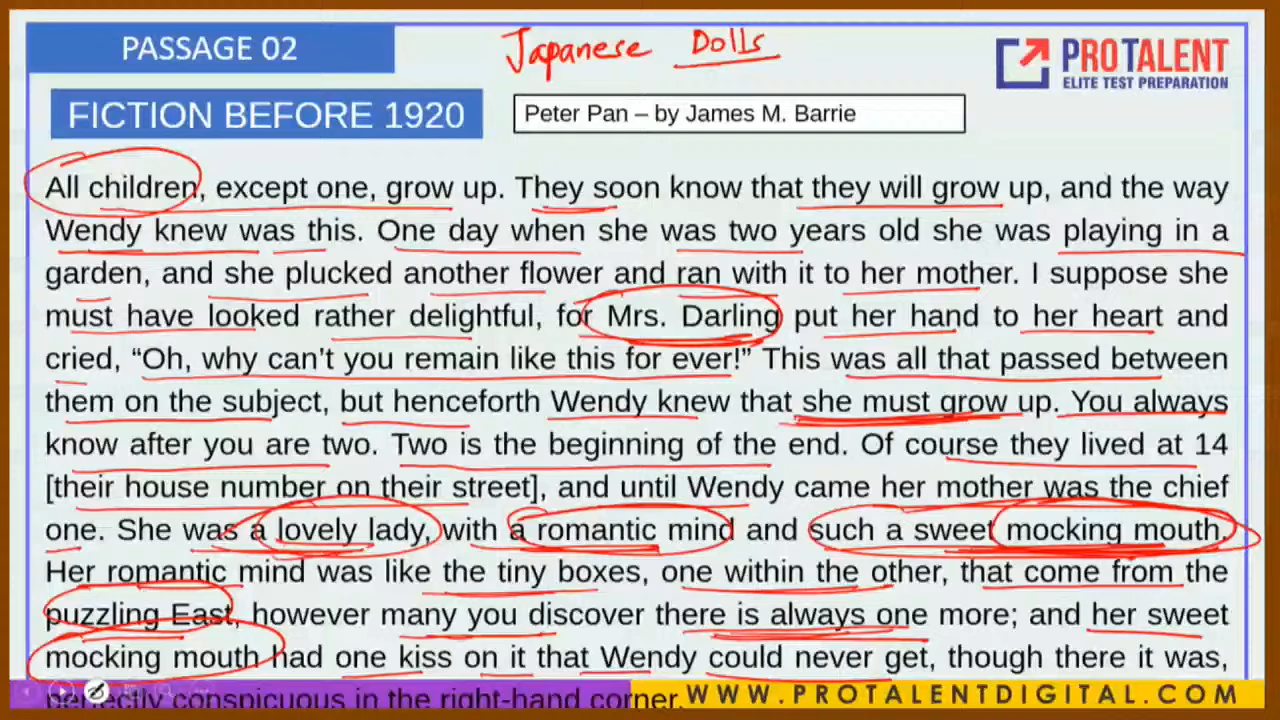 Japanese Dolls
PASSAGE 02
PROTALENT
ELITE TEST PREPARATION
FICTION BEFORE 1920
Peter Pan – by James M. Barrie
All children, except one, grow up. They soon know that they will grow up, and the way
Wendy knew was this. One day when she was two years old she was playing in a
garden, and she plucked another flower and ran with it to her mother. I suppose she
must have looked rather delightful, for Mrs. Darling put her hand to her heart and
cried, “Oh, why can’t you remain like this for ever!” This was all that passed between
them on the subject, but henceforth Wendy knew that she must grow up. You always
know after you are two. Two is the beginning of the end. Of course they lived at 14
[their house number on their street], and until Wendy came her mother was the chief
one. She was a lovely lady, with a romantic mind and such a sweet mocking mouth.
Her romantic mind was like the tiny boxes, one within the other, that come from the
puzzling East, however many you discover there is always one more; and her sweet
mocking mouth had one kiss on it that Wendy could never get, though there it was,
perfectly conspicuous in the right-hand corner.
WWW.PROTALENTDIGITAL.COM